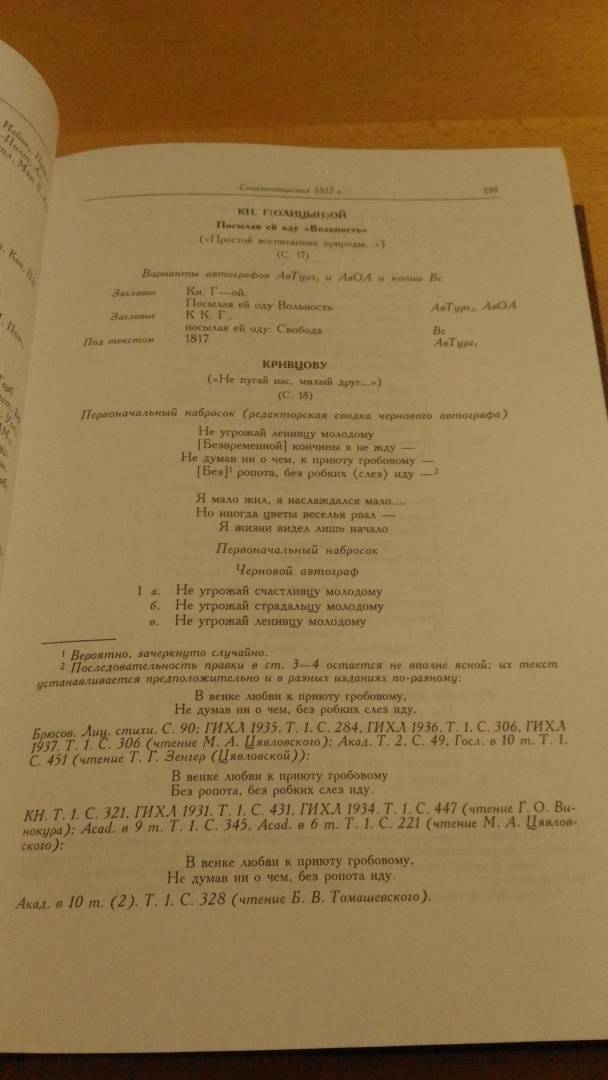 Стихотворения 1817 г. 199
КН. Г⟨ОЛИЦЫН⟩ОЙ
Посылая ей оду «Вольность»
(«Простой воспитанник природы...»)
(С. 17)
Варианты автографов АвТург₂ и АвОА и копии Вс
Заглавие Кн. Г—ой.
Посылая ей оду Вольность АвТург₂, АвОА
Заглавие К К. Г.,
посылая ей оду: Свобода Вс
Под текстом 1817 АвТург₂
КРИВЦОВУ
(«Не пугай нас, милый друг...»)
(С. 18)
Первоначальный набросок (редакторская сводка чернового автографа)
Не угрожай ленивцу молодому
[Безвременной] кончины я не жду —
Не думав ни о чем, к приюту гробовому —
[Без]¹ ропота, без робких ⟨слез⟩ иду —²
Я мало жил, я наслаждался мало....
Но иногда цветы веселья рвал —
Я жизни видел лишь начало
Первоначальный набросок
Черновой автограф
1 а. Не угрожай счастливцу молодому
б. Не угрожай страдальцу молодому
в. Не угрожай ленивцу молодому
¹ Вероятно, зачеркнуто случайно.
² Последовательность правки в ст. 3—4 остается не вполне ясной; их текст
устанавливается предположительно и в разных изданиях по-разному:
В венке любви к приюту гробовому,
Не думав ни о чем, без робких слез иду.
Брюсов. Лиц. стихи. С. 90; ГИХЛ 1935. Т. 1. С. 284, ГИХЛ 1936. Т. 1. С. 306, ГИХЛ
1937. Т. 1. С. 306 (чтение М. А. Цявловского); Акад. Т. 2. С. 49, Госл. в 10 т. Т. 1.
С. 451 (чтение Т. Г. Зенгер (Цявловской));
В венке любви к приюту гробовому
Без ропота, без робких слез иду.
КН. Т. 1. С. 321, ГИХЛ 1931. Т. 1. С. 431, ГИХЛ 1934. Т. 1. С. 447 (чтение Г. О. Ви-
нокура); Acad. в 9 т. Т. 1. С. 345, Acad. в 6 т. Т. 1. С. 221 (чтение М. А. Цявлов-
ского);
В венке любви к приюту гробовому,
Не думав ни о чем, без ропота иду.
Акад. в 10 т. (2). Т. 1. С. 328 (чтение Б. В. Томашевского).